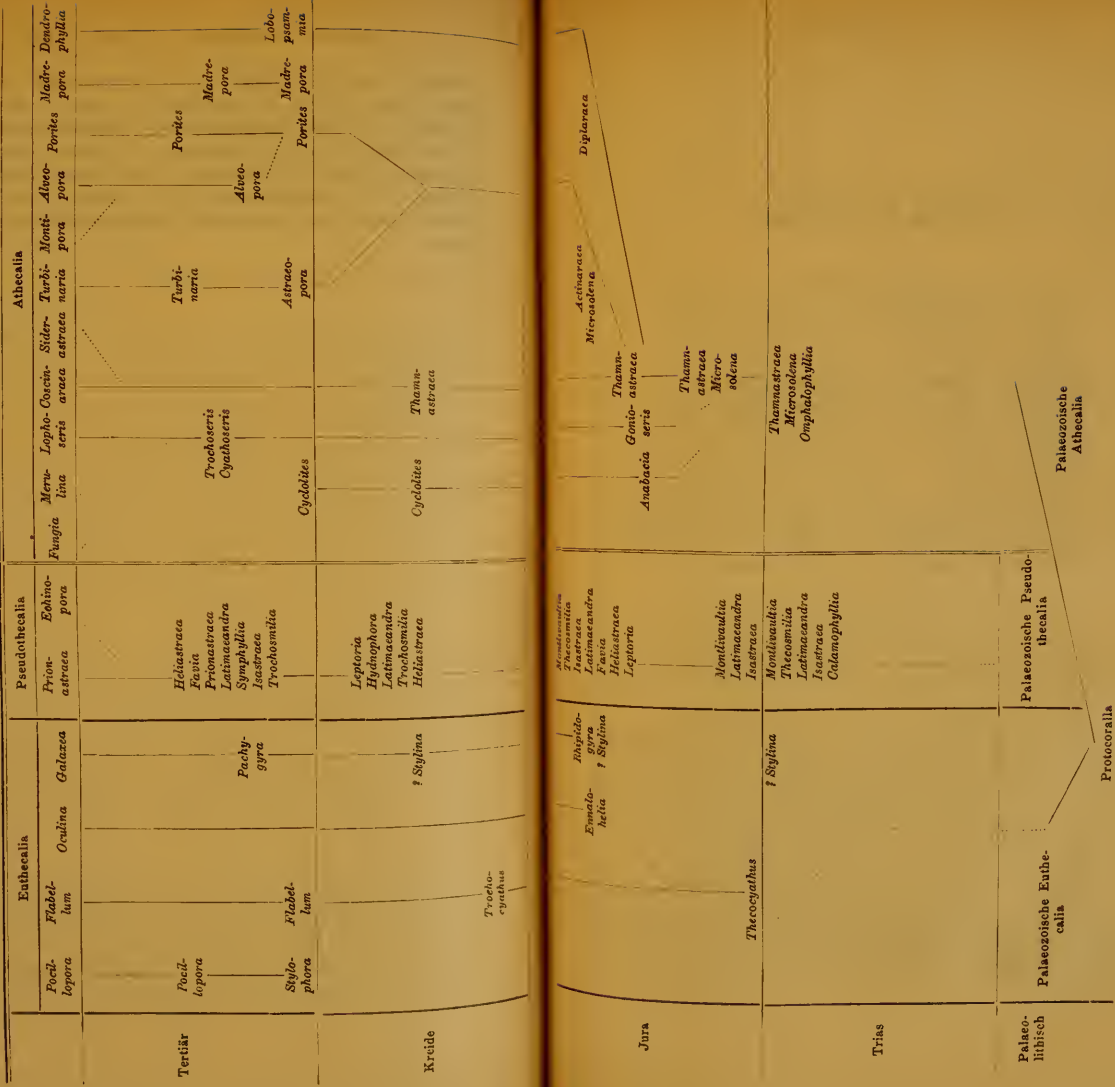 Euthecalia
Pseudothecalia
Athecalia
Pocil-
lopora
Flabel-
lum
Oculina
Galaxea
Prion-
astraea
Echino-
pora
Fungia
Meru-
lina
Lopho-
seris
Coscin-
araea
Sider-
astraea
Turbi-
naria
Monti-
pora
Alveo-
pora
Porites
Madre-
pora
Dendro-
phyllia
Tertiär
Pocil-
lopora
Stylo-
phora
Flabel-
lum
Pachy-
gyra
Heliastraea
Favia
Prionastraea
Latimaeandra
Symphyllia
Isastraea
Trochosmilia
Trochoseris
Cyathoseris
Cyclolites
Turbi-
naria
Astraeo-
pora
Alveo-
pora
Porites
Porites
Madre-
pora
Madre-
pora
Lobo-
psam-
mia
Kreide
Trocho-
cyathus
? Stylina
Leptoria
Hydnophora
Latimaeandra
Trochosmilia
Heliastraea
Cyclolites
Thamn-
astraea
Jura
Thecocyathus
Ennalo-
helia
Rhipido-
gyra
? Stylina
Montlivaultia
Thecosmilia
Isastraea
Latimaeandra
Favia
Heliastraea
Leptoria
Montlivaultia
Latimaeandra
Isastraea
Anabacia
Gonio-
seris
Thamn-
astraea
Thamn-
astraea
Micro-
solena
Actinaraea
Microsolena
Diplaraea
Trias
? Stylina
Montlivaultia
Thecosmilia
Latimaeandra
Isastraea
Calamophyllia
Thamnastraea
Microsolena
Omphalophyllia
Palaeo-
lithisch
Palaeozoische Euthe-
calia
Palaeozoische Pseudo-
thecalia
Palaeozoische
Athecalia
Protocoralla